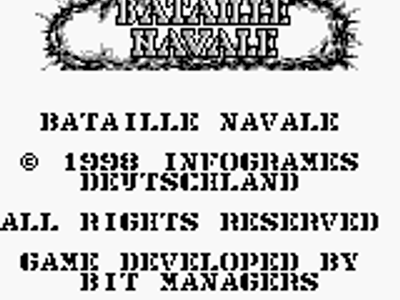 BATAILLE
NAVALE
BATAILLE NAVALE
© 1998 INFOGRAMES
DEUTSCHLAND
ALL RIGHTS RESERVED
GAME DEVELOPED BY
BIT MANAGERS